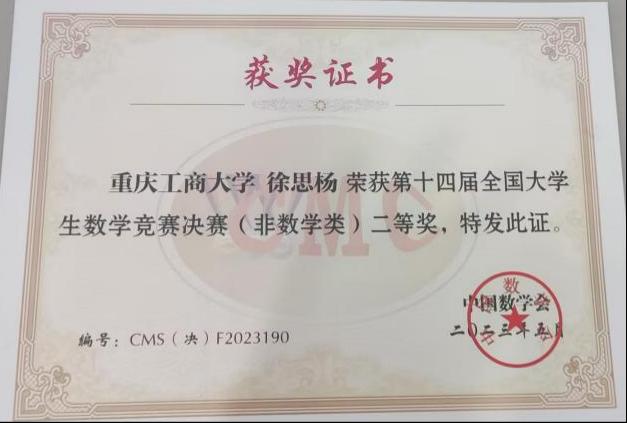 获奖证书
重庆工商大学 徐思杨 荣获第十四届全国大学
生数学竞赛决赛（非数学类）二等奖，特发此证。
CMC
中国数学会
二〇二三年五月
编号：CMS（决）F2023190